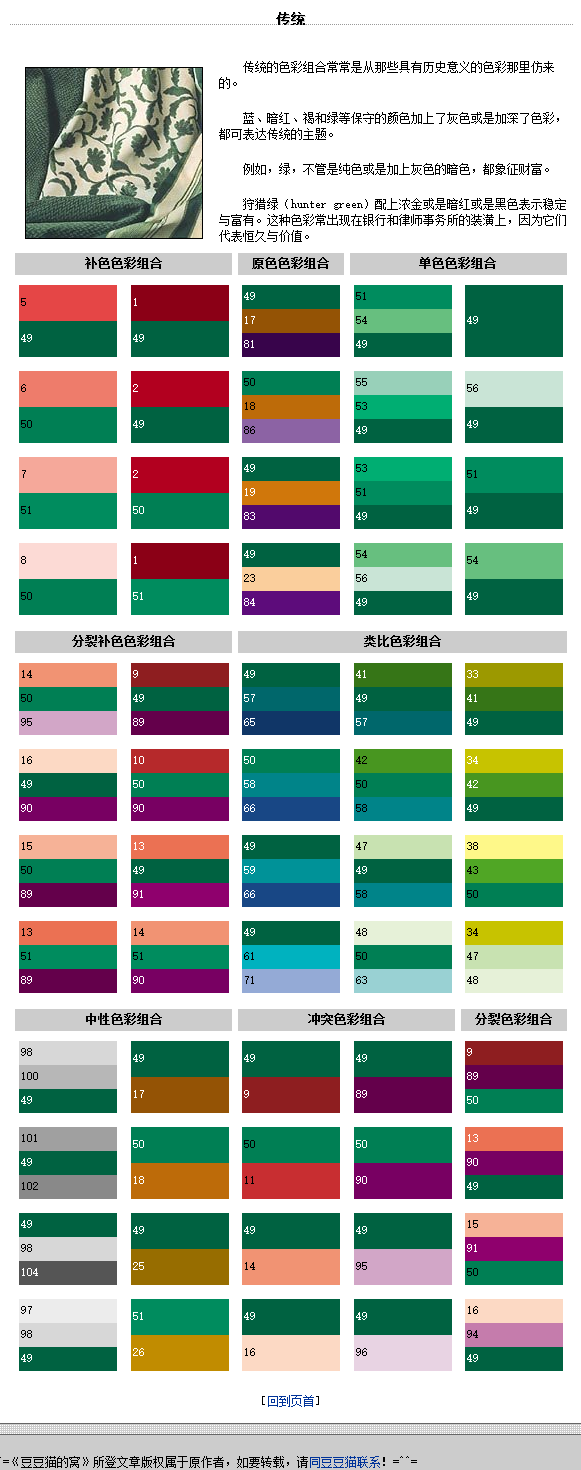 传统
传统的色彩组合常常是从那些具有历史意义的色彩那里仿来
的。
蓝、暗红、褐和绿等保守的颜色加上了灰色或是加深了色彩，
都可表达传统的主题。
例如，绿，不管是纯色或是加上灰色的暗色，都象征财富。
狩猎绿（hunter green）配上浓金或是暗红或是黑色表示稳定
与富有。这种色彩常出现在银行和律师事务所的装潢上，因为它们
代表恒久与价值。
补色色彩组合 原色色彩组合 单色色彩组合
5 1 49 51 49
17 54
49 49 81 49
6 2 50 55 56
18 53
50 49 86 49 49
7 2 49 53 51
19 51
51 50 83 49 49
8 1 49 54 54
23 56
50 51 84 49 49
分裂补色色彩组合 类比色彩组合
14 9 49 41 33
50 49 57 49 41
95 89 65 57 49
16 10 50 42 34
49 50 58 50 42
90 90 66 58 49
15 13 49 47 38
50 49 59 49 43
89 91 66 58 50
13 14 49 48 34
51 51 61 50 47
89 90 71 63 48
中性色彩组合 冲突色彩组合 分裂色彩组合
98 49 49 49 9
100 89
49 17 9 89 50
101 50 50 50 13
49 90
102 18 11 90 49
49 49 49 49 15
98 91
104 25 14 95 50
97 51 49 49 16
98 94
49 26 16 96 49
[回到页首]
=《豆豆猫的窝》所登文章版权属于原作者，如要转载，请同豆豆猫联系！=^^=